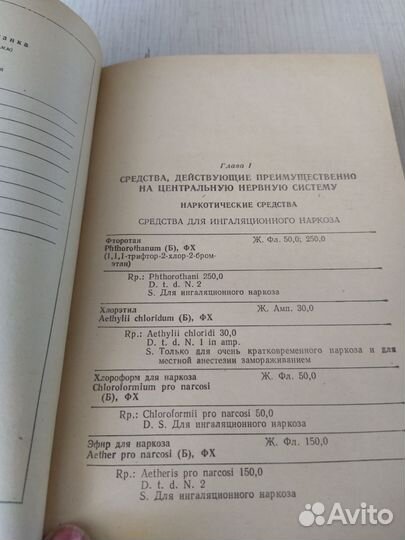 анка
Глава I
СРЕДСТВА, ДЕЙСТВУЮЩИЕ ПРЕИМУЩЕСТВЕННО
НА ЦЕНТРАЛЬНУЮ НЕРВНУЮ СИСТЕМУ
НАРКОТИЧЕСКИЕ СРЕДСТВА
СРЕДСТВА ДЛЯ ИНГАЛЯЦИОННОГО НАРКОЗА
Фторотан Ж. Фл. 50,0; 250,0
Phthorothanum (Б), ФХ
(1,1,1-трифтор-2-хлор-2-бром-
этан)
Rp.: Phthorothani 250,0
D. t. d. N. 2
S. Для ингаляционного наркоза
Хлорэтил Ж. Амп. 30,0
Aethylii chloridum (Б), ФХ
Rp.: Aethylii chloridi 30,0
D. t. d. N. 1 in amp.
S. Только для очень кратковременного наркоза и для
местной анестезии замораживанием
Хлороформ для наркоза Ж. Фл. 50,0
Chloroformium pro narcosi
(Б), ФХ
Rp.: Chloroformii pro narcosi 50,0
D. S. Для ингаляционного наркоза
Эфир для наркоза Ж. Фл. 150,0
Aether pro narcosi (Б), ФХ
Rp.: Aetheris pro narcosi 150,0
D. t. d. N. 2
S. Для ингаляционного наркоза
Avito